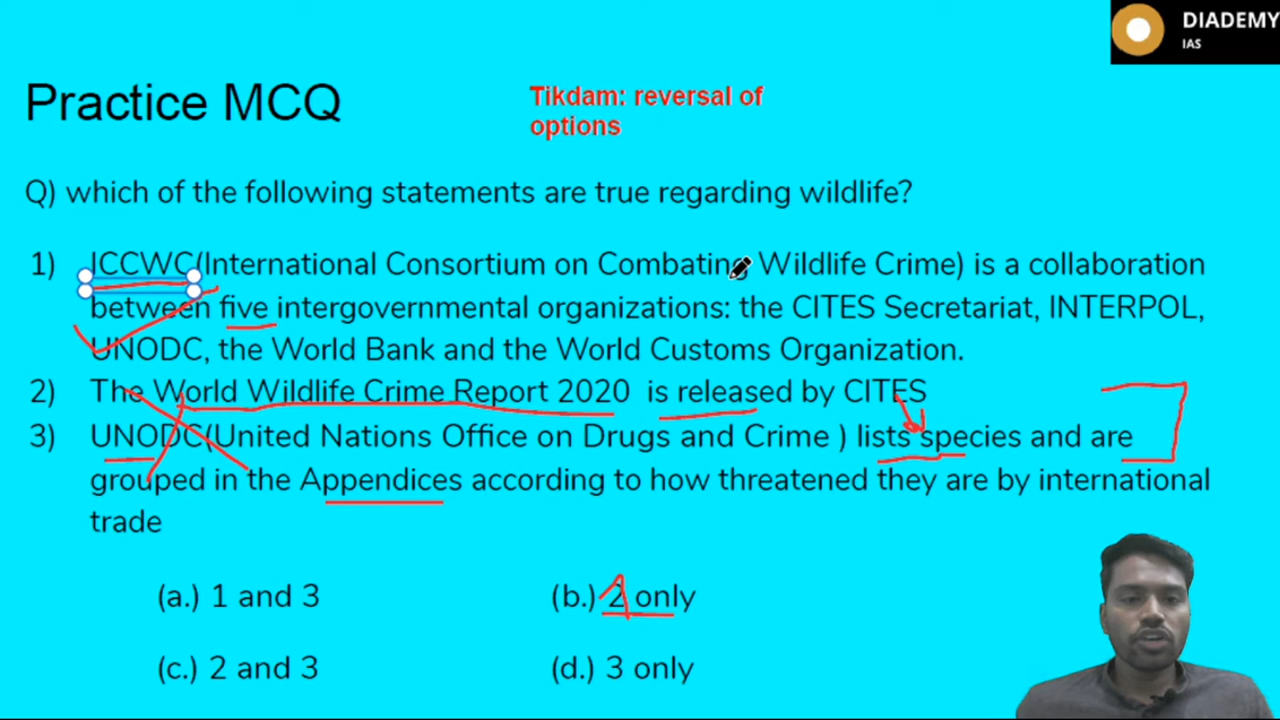 DIADEMY
IAS
Practice MCQ
Tikdam: reversal of
options
Q) which of the following statements are true regarding wildlife?
1) ICCWC(International Consortium on Combating Wildlife Crime) is a collaboration
between five intergovernmental organizations: the CITES Secretariat, INTERPOL,
UNODC, the World Bank and the World Customs Organization.
2) The World Wildlife Crime Report 2020 is released by CITES
3) UNODC(United Nations Office on Drugs and Crime ) lists species and are
grouped in the Appendices according to how threatened they are by international
trade
(a.) 1 and 3
(b.) 2 only
(c.) 2 and 3
(d.) 3 only